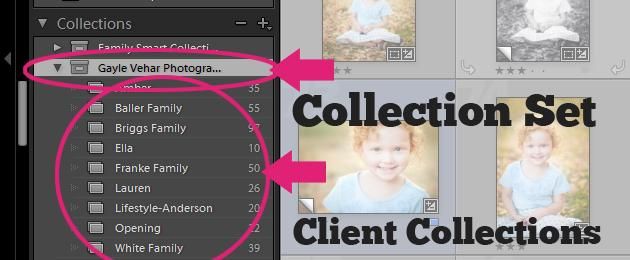 Collections
Family Smart Collecti...
Gayle Vehar Photogra...
Amber 35
Baller Family 55
Briggs Family 97
Ella 10
Franke Family 50
Lauren 26
Lifestyle-Anderson 20
Opening 22
White Family 39
Collection Set
Client Collections